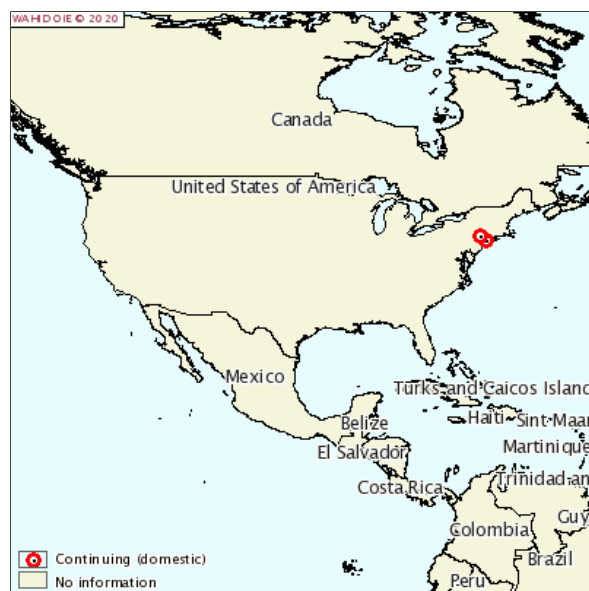 WAHID OIE © 2020
Canada
United States of America
Mexico
Turks and Caicos Island
Haiti
Sint-Maar
Belize
Martinique
El Salvador
Trinidad-an
Costa Rica
Guy
Colombia
Brazil
Peru
Continuing (domestic)
No information